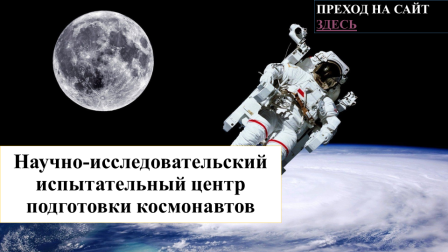 ПРЕХОД НА САЙТ
ЗДЕСЬ
Научно-исследовательский
испытательный центр
подготовки космонавтов